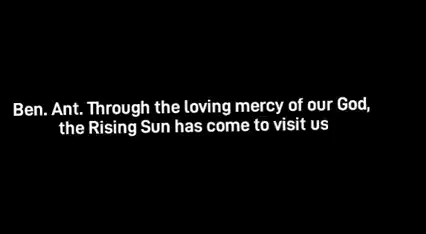 Ben. Ant. Through the loving mercy of our God,
the Rising Sun has come to visit us